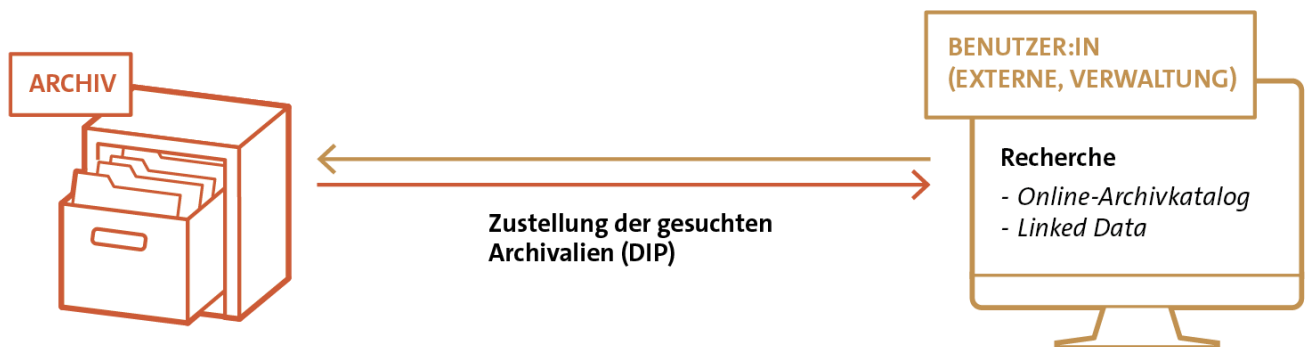 ARCHIV
BENUTZER:IN
(EXTERNE, VERWALTUNG)
Recherche
- Online-Archivkatalog
- Linked Data
Zustellung der gesuchten
Archivalien (DIP)